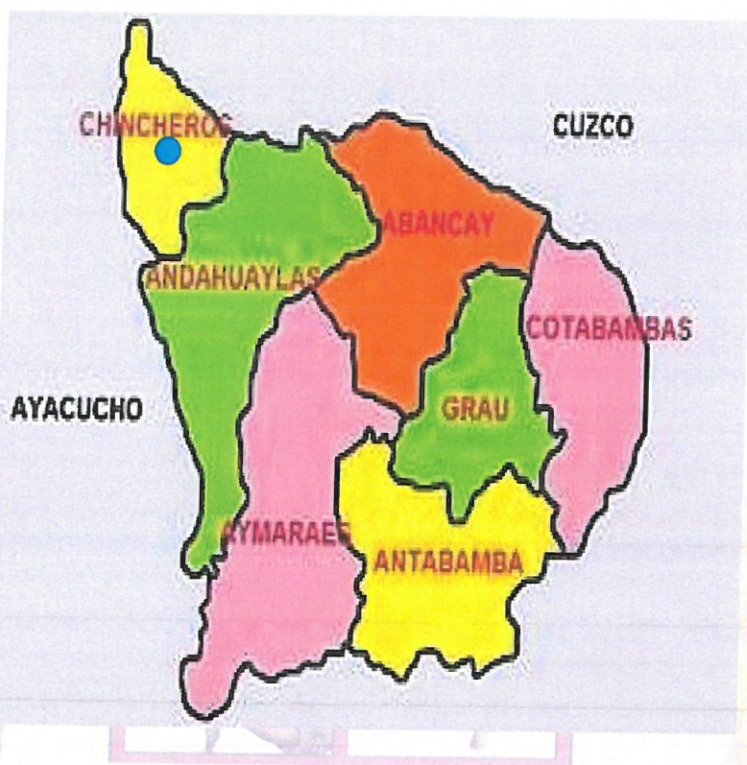 CHINCHEROS
CUZCO
ABANCAY
ANDAHUAYLAS
COTABAMBAS
AYACUCHO
GRAU
AYMARAES
ANTABAMBA